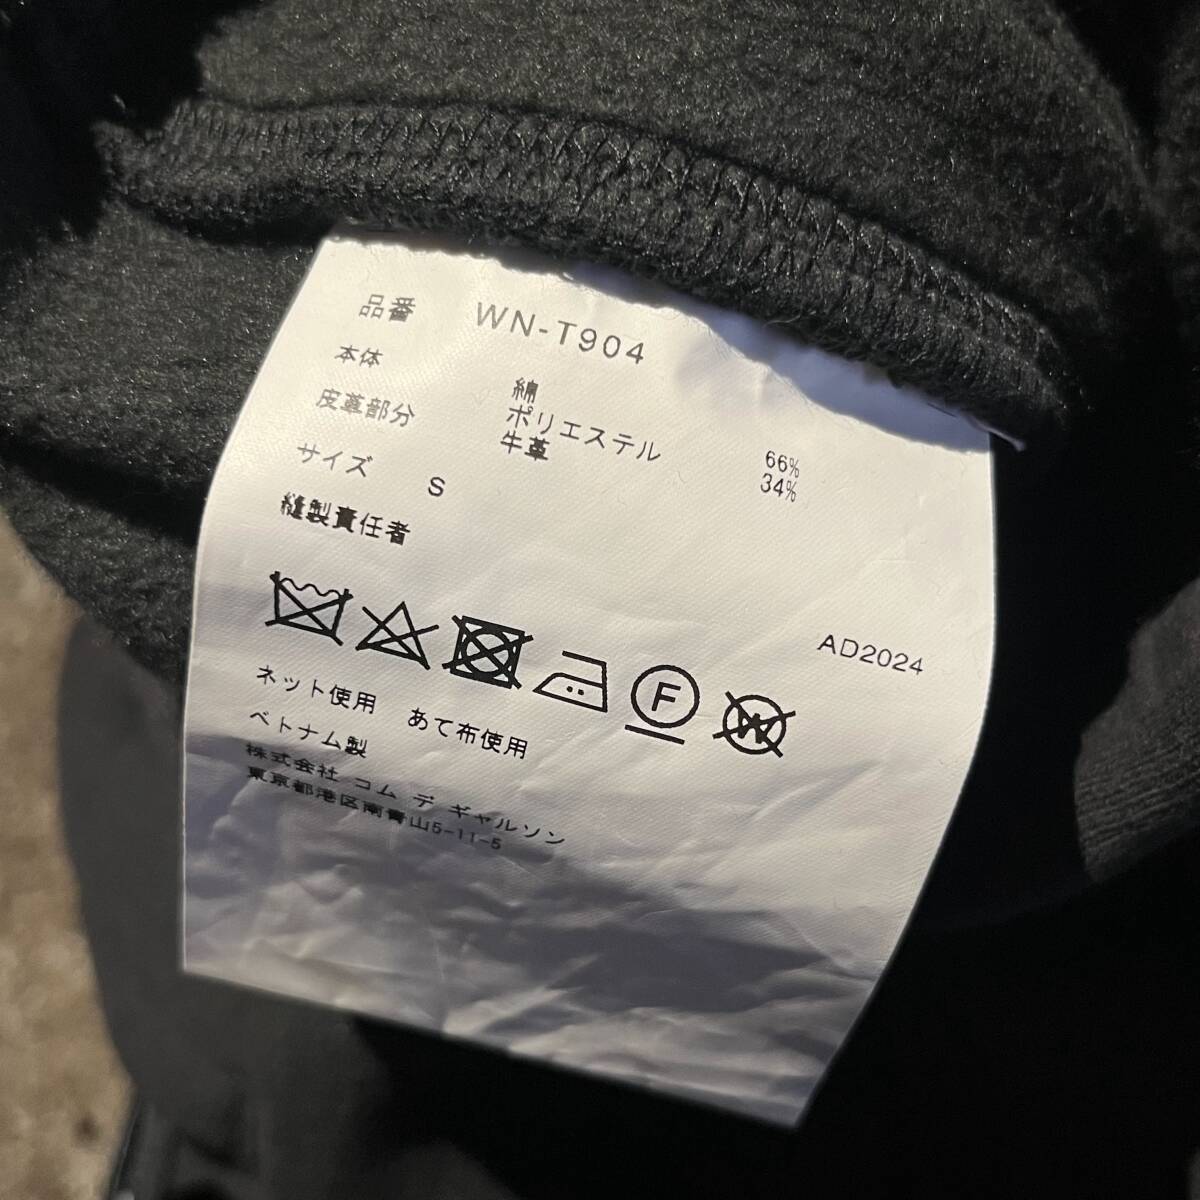 品番 WN-T904
本体 綿 66%
ポリエステル 34%
皮革部分 牛革
サイズ S
縫製責任者
AD2024
F
W
ネット使用 あて布使用
ベトナム製
株式会社 コム デ ギャルソン
東京都港区南青山5-11-5